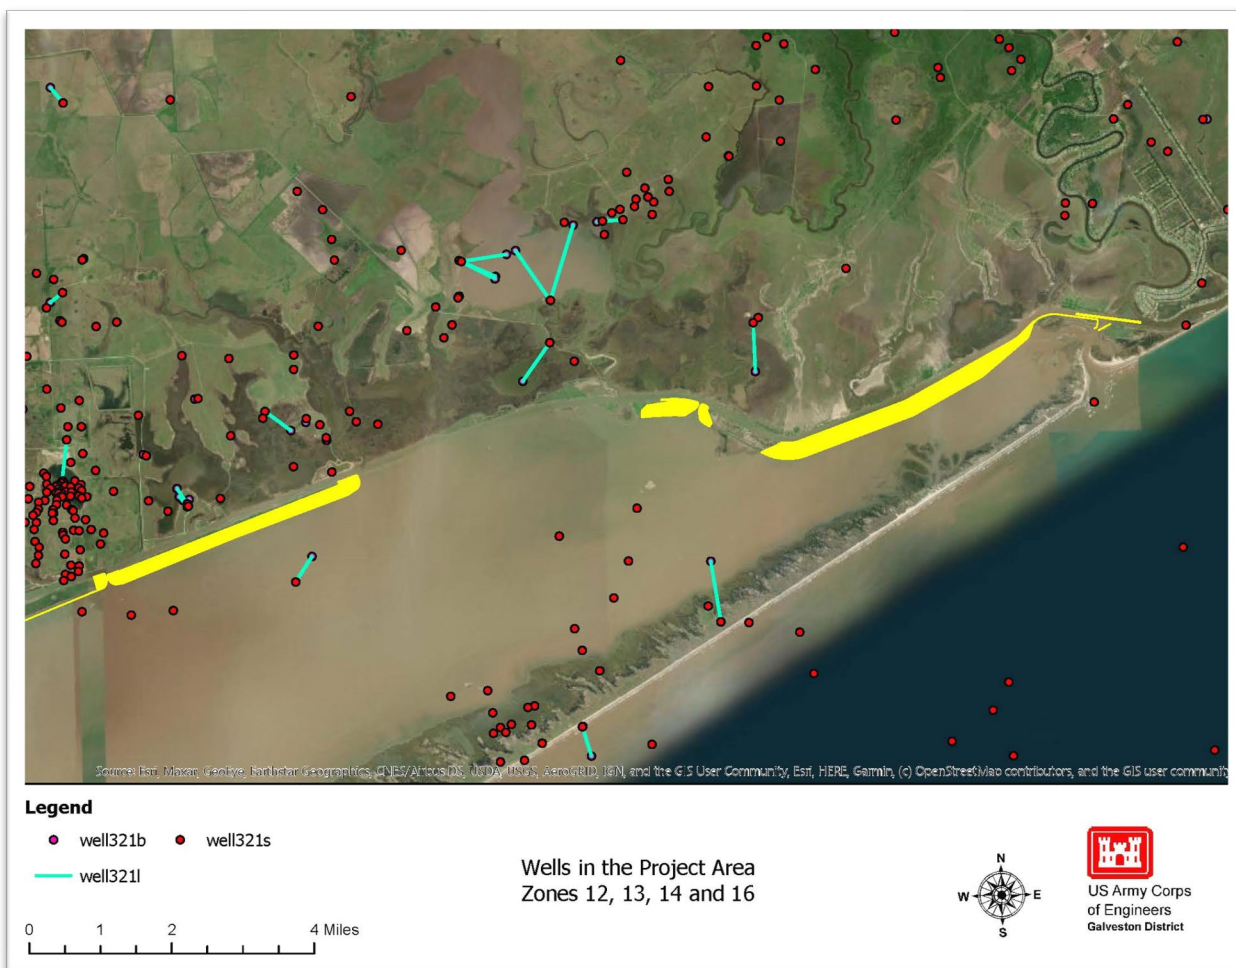 Source: Esri, Maxar, GeoEye, Earthstar Geographics, CNES/Airbus DS, USDA, USGS, AeroGRID, IGN, and the GIS User Community, Esri, HERE, Garmin, (c) OpenStreetMap contributors, and the GIS user community
Legend
well321b well321s
well321l
Wells in the Project Area
Zones 12, 13, 14 and 16
N
W E
S
US Army Corps
of Engineers
Galveston District
0 1 2 4 Miles